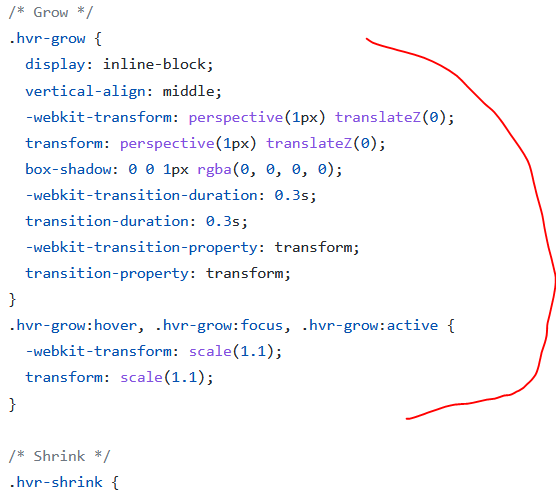 /* Grow */
.hvr-grow {
display: inline-block;
vertical-align: middle;
-webkit-transform: perspective(1px) translateZ(0);
transform: perspective(1px) translateZ(0);
box-shadow: 0 0 1px rgba(0, 0, 0, 0);
-webkit-transition-duration: 0.3s;
transition-duration: 0.3s;
-webkit-transition-property: transform;
transition-property: transform;
}
.hvr-grow:hover, .hvr-grow:focus, .hvr-grow:active {
-webkit-transform: scale(1.1);
transform: scale(1.1);
}
/* Shrink */
.hvr-shrink {